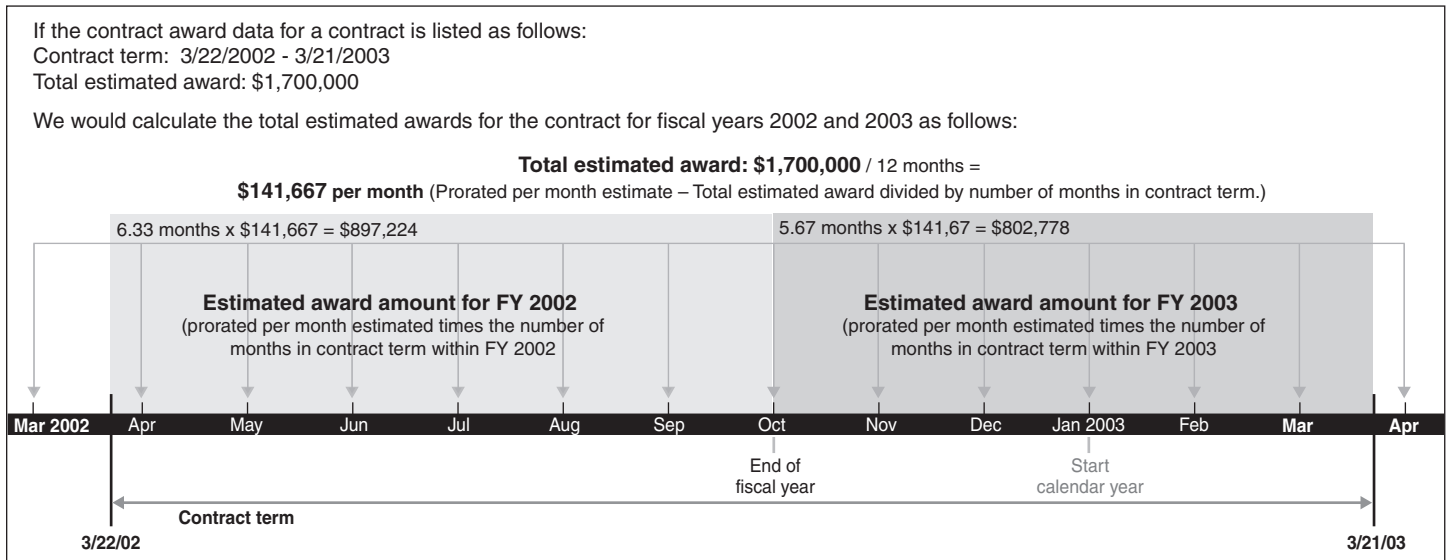 If the contract award data for a contract is listed as follows:
Contract term: 3/22/2002 - 3/21/2003
Total estimated award: $1,700,000
We would calculate the total estimated awards for the contract for fiscal years 2002 and 2003 as follows:
Total estimated award: $1,700,000 / 12 months =
$141,667 per month (Prorated per month estimate – Total estimated award divided by number of months in contract term.)
6.33 months x $141,667 = $897,224
5.67 months x $141,67 = $802,778
Estimated award amount for FY 2002
(prorated per month estimated times the number of
months in contract term within FY 2002
Estimated award amount for FY 2003
(prorated per month estimated times the number of
months in contract term within FY 2003
Mar 2002 Apr May Jun Jul Aug Sep Oct Nov Dec Jan 2003 Feb Mar Apr
End of
fiscal year
Start
calendar year
Contract term
3/22/02
3/21/03